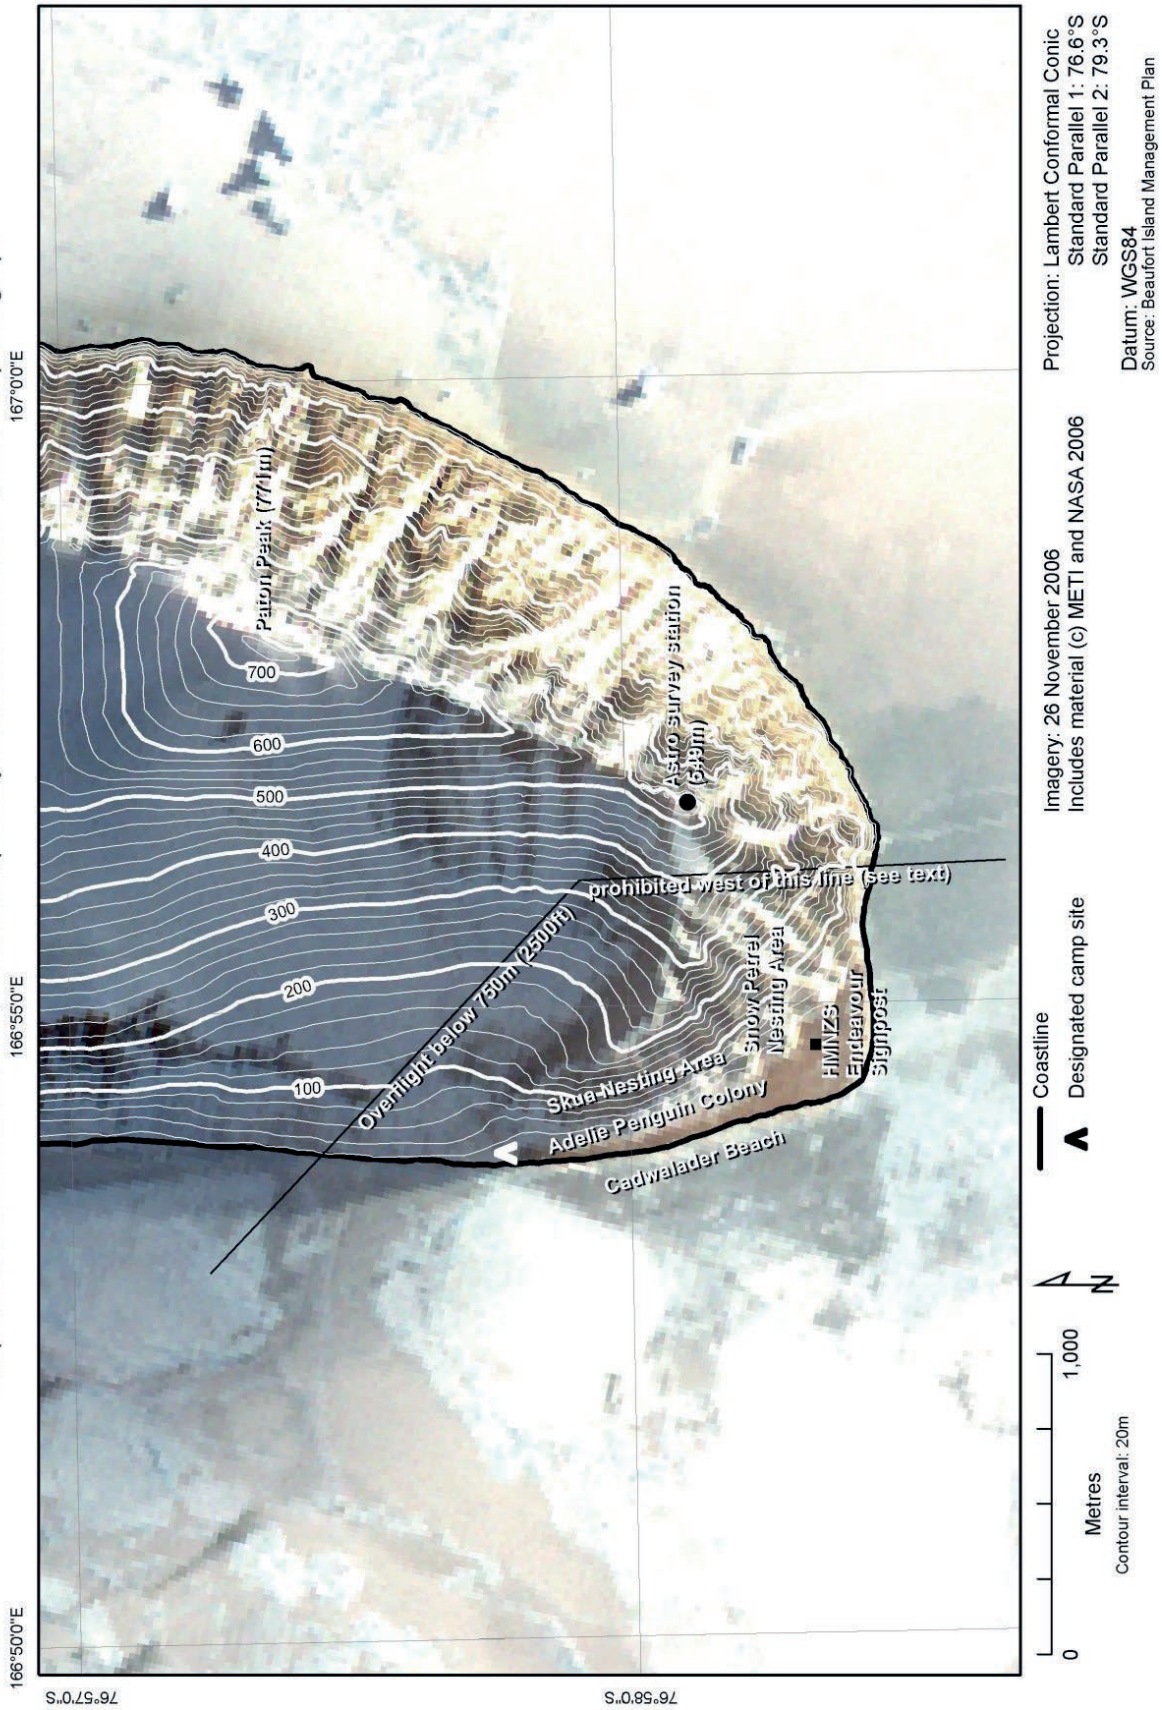 166°50'0"E
166°55'0"E
167°0'0"E
76°57'0"S
76°58'0"S
Paton Peak (771m)
700
600
500
400
300
200
100
Astro survey station
(549m)
Overflight below 750m (2500ft)
prohibited west of this line (see text)
Snow Petrel
Nesting Area
Skua Nesting Area
Adelie Penguin Colony
Cadwalader Beach
HMNZS
Endeavour
Signpost
0
1,000
Metres
Contour interval: 20m
N
Coastline
Designated camp site
Imagery: 26 November 2006
Includes material (c) METI and NASA 2006
Projection: Lambert Conformal Conic
Standard Parallel 1: 76.6°S
Standard Parallel 2: 79.3°S
Datum: WGS84
Source: Beaufort Island Management Plan